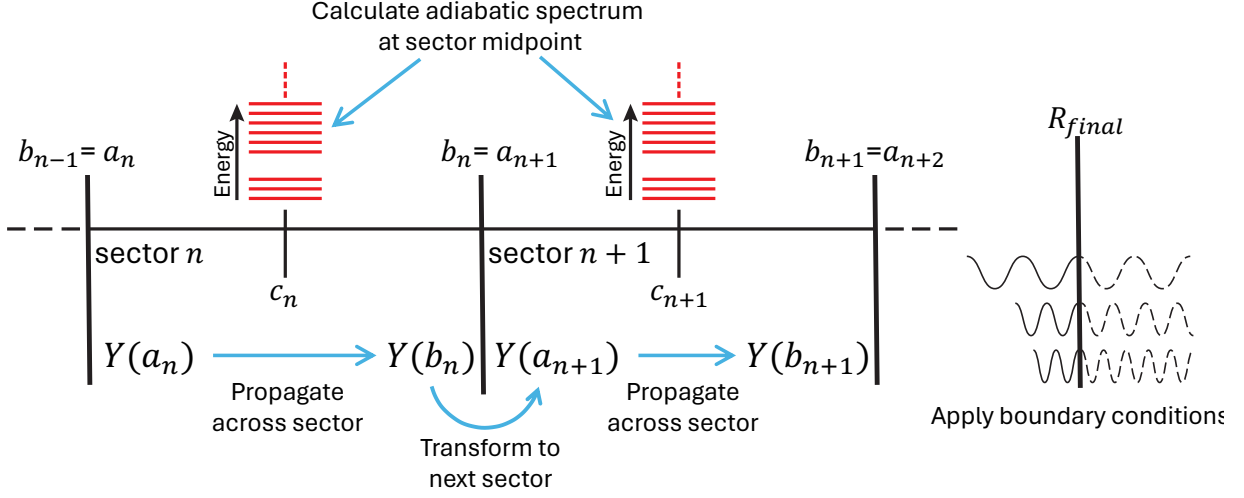 Calculate adiabatic spectrum
at sector midpoint
Energy
Energy
R_{final}
b_{n-1} = a_n
b_n = a_{n+1}
b_{n+1} = a_{n+2}
sector n
sector n + 1
c_n
c_{n+1}
Y(a_n)
Y(b_n)
Y(a_{n+1})
Y(b_{n+1})
Propagate
across sector
Propagate
across sector
Transform to
next sector
Apply boundary conditions